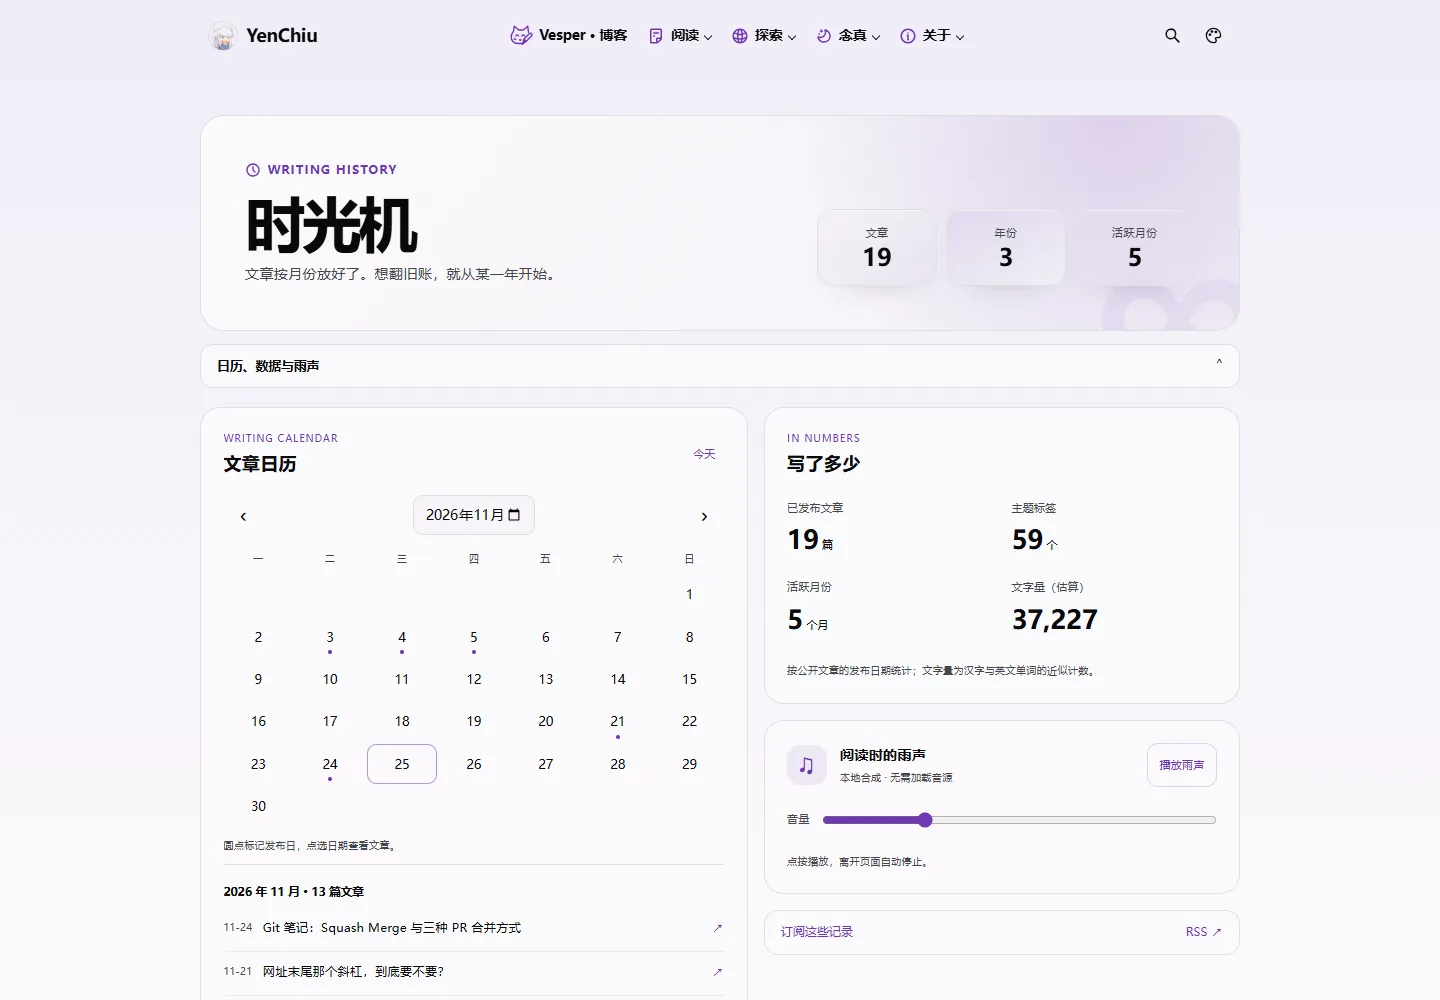 YenChiu
Vesper • 博客 阅读 探索 念真 关于
WRITING HISTORY
时光机
文章按月份放好了。想翻旧账，就从某一年开始。
文章 年份 活跃月份
19 3 5
日历、数据与雨声
WRITING CALENDAR
文章日历
今天
‹ 2026年11月 ›
一 二 三 四 五 六 日
1
2 3 4 5 6 7 8
9 10 11 12 13 14 15
16 17 18 19 20 21 22
23 24 25 26 27 28 29
30
圆点标记发布日，点选日期查看文章。
2026 年 11 月 • 13 篇文章
11-24 Git 笔记：Squash Merge 与三种 PR 合并方式 ↗
11-21 网址末尾那个斜杠，到底要不要？ ↗
IN NUMBERS
写了多少
已发布文章 主题标签
19 篇 59 个
活跃月份 文字量（估算）
5 个月 37,227
按公开文章的发布日期统计；文字量为汉字与英文单词的近似计数。
阅读时的雨声
本地合成 · 无需加载音源
播放雨声
音量
点按播放，离开页面自动停止。
订阅这些记录 RSS ↗